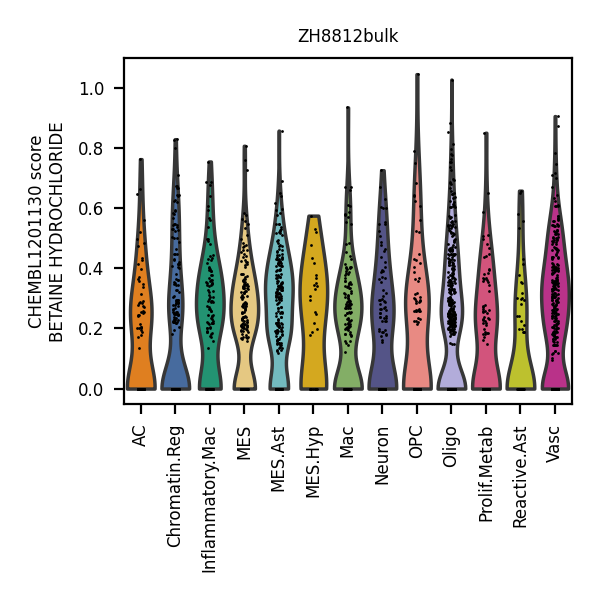 ZH8812bulk
CHEMBL1201130 score
BETAINE HYDROCHLORIDE
1.0
0.8
0.6
0.4
0.2
0.0
AC
Chromatin.Reg
Inflammatory.Mac
MES
MES.Ast
MES.Hyp
Mac
Neuron
OPC
Oligo
Prolif.Metab
Reactive.Ast
Vasc